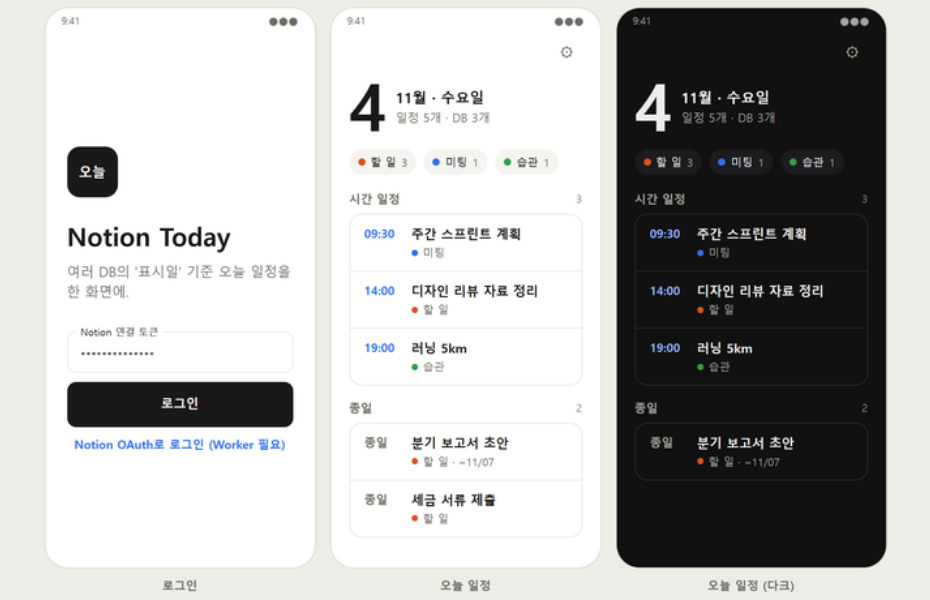 9:41
오늘
Notion Today
여러 DB의 '표시일' 기준 오늘 일정을
한 화면에.
Notion 연결 토큰
••••••••••••••
로그인
Notion OAuth로 로그인 (Worker 필요)
로그인
9:41
4
11월 · 수요일
일정 5개 · DB 3개
할 일 3
미팅 1
습관 1
시간 일정 3
09:30 주간 스프린트 계획
미팅
14:00 디자인 리뷰 자료 정리
할 일
19:00 러닝 5km
습관
종일 2
종일 분기 보고서 초안
할 일 · ~11/07
종일 세금 서류 제출
할 일
오늘 일정
9:41
4
11월 · 수요일
일정 5개 · DB 3개
할 일 3
미팅 1
습관 1
시간 일정 3
09:30 주간 스프린트 계획
미팅
14:00 디자인 리뷰 자료 정리
할 일
19:00 러닝 5km
습관
종일 2
종일 분기 보고서 초안
할 일 · ~11/07
오늘 일정 (다크)